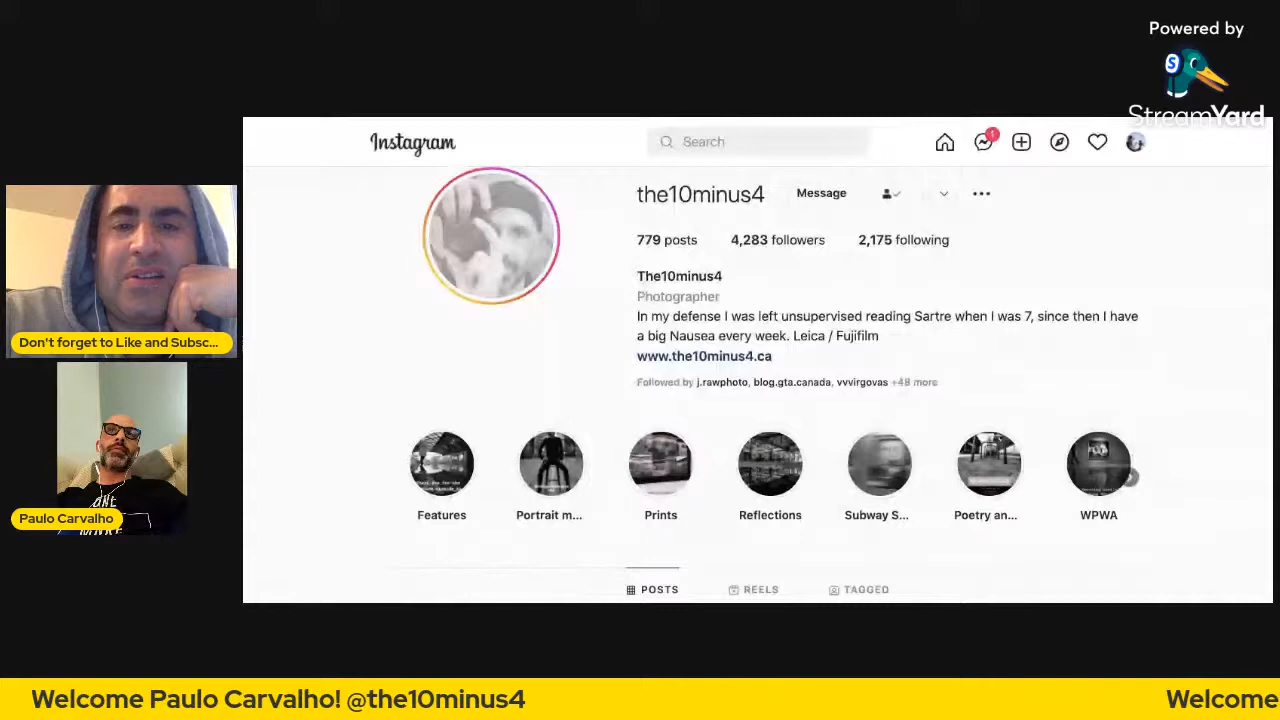 Powered by
StreamYard
Instagram
Search
1
the10minus4
Message
779 posts
4,283 followers
2,175 following
The10minus4
Photographer
In my defense I was left unsupervised reading Sartre when I was 7, since then I have
a big Nausea every week. Leica / Fujifilm
www.the10minus4.ca
Followed by j.rawphoto, blog.gta.canada, vvvirgovas +48 more
Features
Portrait m...
Prints
Reflections
Subway S...
Poetry an...
WPWA
POSTS
REELS
TAGGED
Don't forget to Like and Subsc...
Paulo Carvalho
Welcome Paulo Carvalho! @the10minus4
Welcome